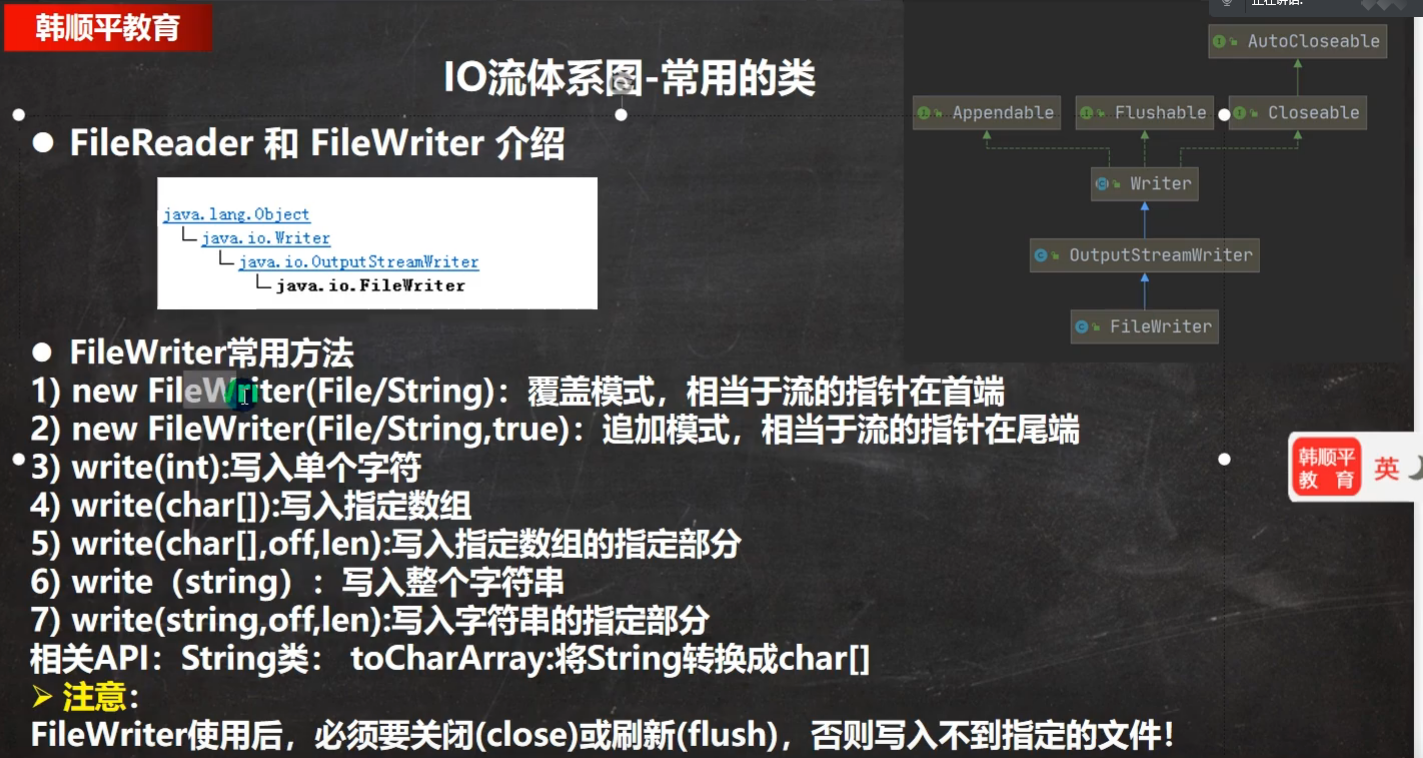 韩顺平教育
正在讲话:
IO流体系图-常用的类
AutoCloseable
Appendable
Flushable
Closeable
Writer
OutputStreamWriter
FileWriter
● FileReader 和 FileWriter 介绍
java.lang.Object
java.io.Writer
java.io.OutputStreamWriter
java.io.FileWriter
● FileWriter常用方法
1) new FileWriter(File/String)：覆盖模式，相当于流的指针在首端
2) new FileWriter(File/String,true)：追加模式，相当于流的指针在尾端
3) write(int):写入单个字符
4) write(char[]):写入指定数组
5) write(char[],off,len):写入指定数组的指定部分
6) write（string）：写入整个字符串
7) write(string,off,len):写入字符串的指定部分
相关API：String类： toCharArray:将String转换成char[]
➢ 注意：
FileWriter使用后，必须要关闭(close)或刷新(flush)，否则写入不到指定的文件!
韩顺平
教 育
英